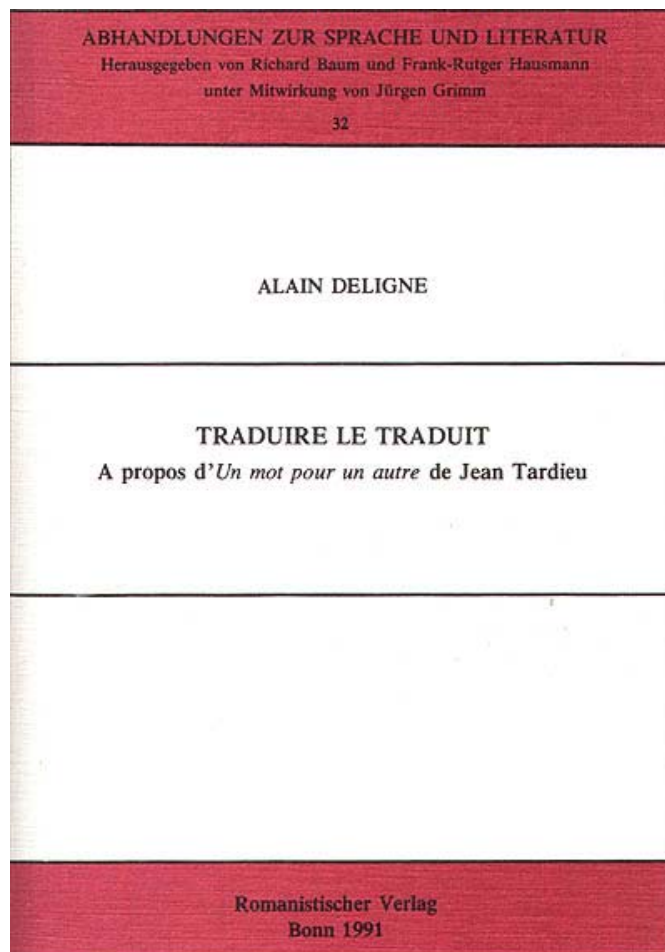 ABHANDLUNGEN ZUR SPRACHE UND LITERATUR
Herausgegeben von Richard Baum und Frank-Rutger Hausmann
unter Mitwirkung von Jürgen Grimm
32
ALAIN DELIGNE
TRADUIRE LE TRADUIT
A propos d'Un mot pour un autre de Jean Tardieu
Romanistischer Verlag
Bonn 1991